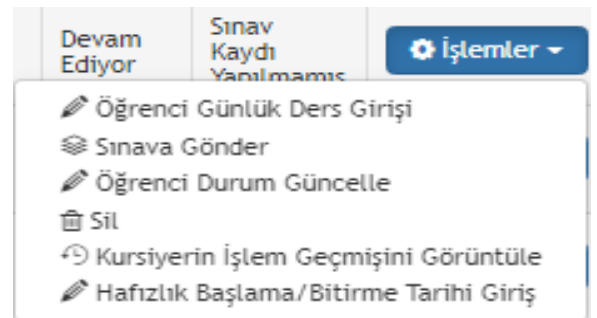 Devam
Ediyor
Sınav
Kaydı
Yapılmamış
İşlemler
Öğrenci Günlük Ders Girişi
Sınava Gönder
Öğrenci Durum Güncelle
Sil
Kursiyerin İşlem Geçmişini Görüntüle
Hafızlık Başlama/Bitirme Tarihi Giriş